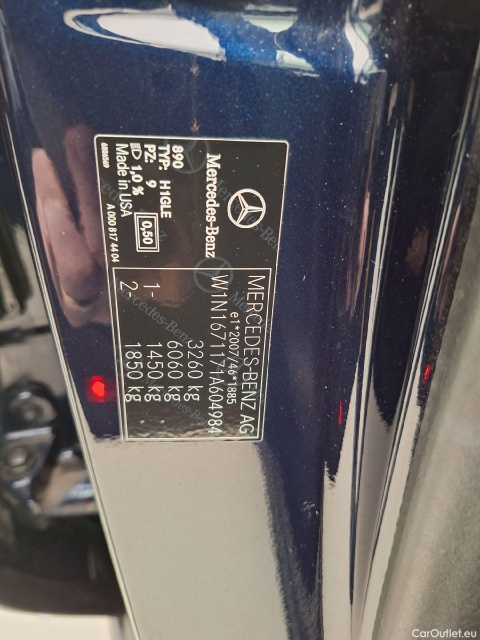 Mercedes-Benz
890
TYP: H1GLE
PZ: 9
1,0 %
0,50
Made in USA
A 000 817 44 04
MERCEDES-BENZ AG
e1*2007/46*1885
W1N1671171A604984
3260 kg
6060 kg
1- 1450 kg
2- 1850 kg
CarOutlet.eu